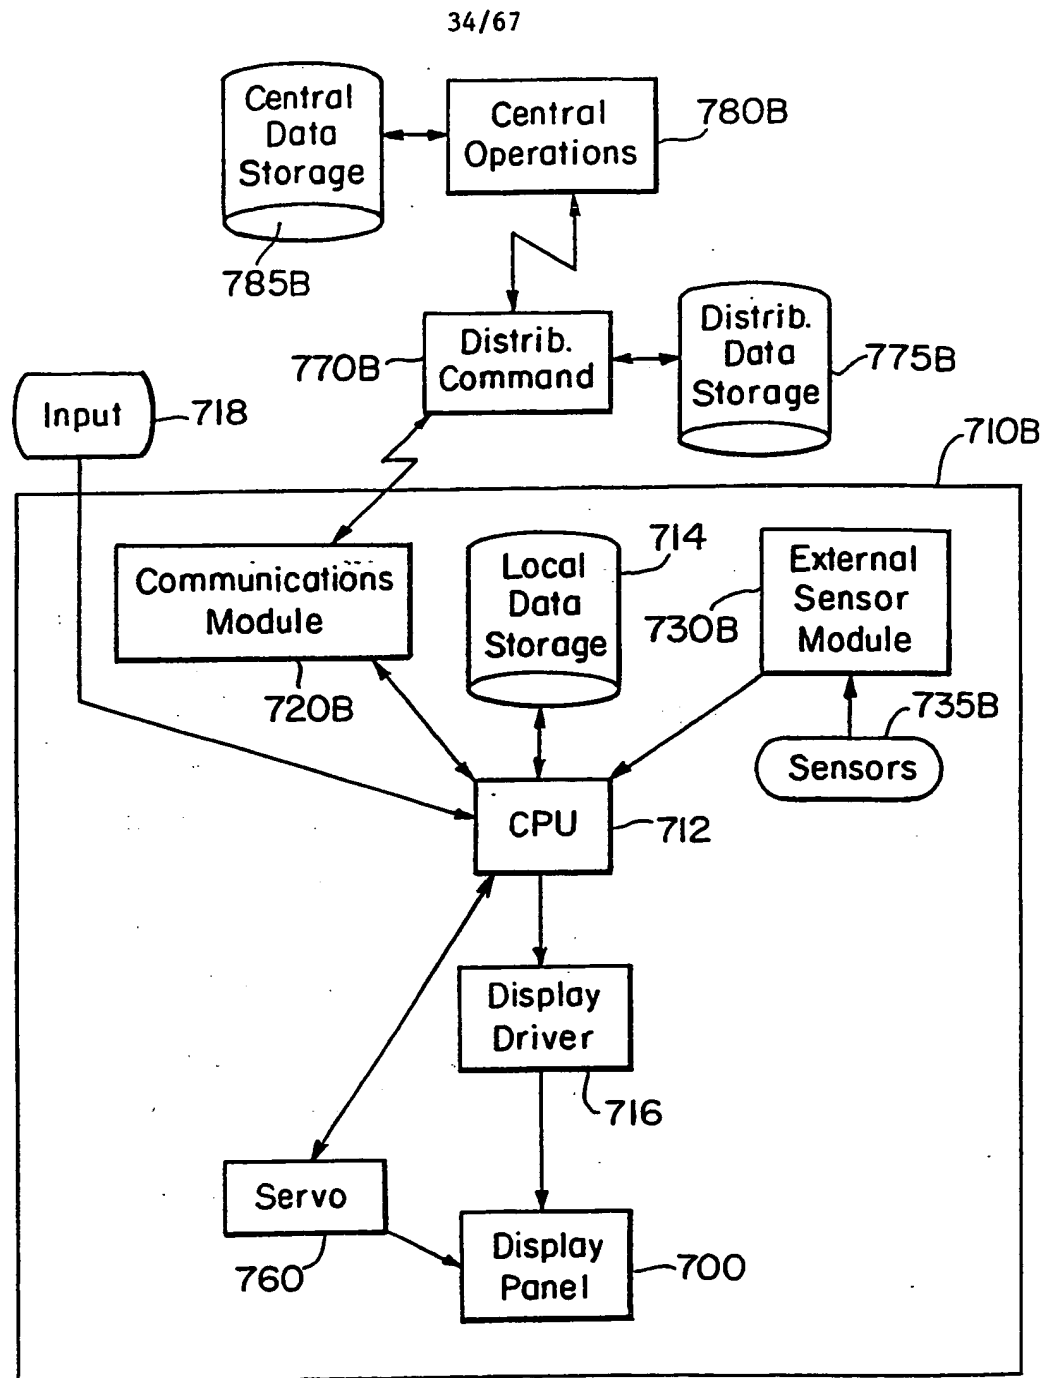 34/67
Central
Data
Storage
785B
Central
Operations
780B
Distrib.
Command
770B
Distrib.
Data
Storage
775B
Input
718
710B
Communications
Module
720B
Local
Data
Storage
714
External
Sensor
Module
730B
Sensors
735B
CPU
712
Display
Driver
716
Servo
760
Display
Panel
700